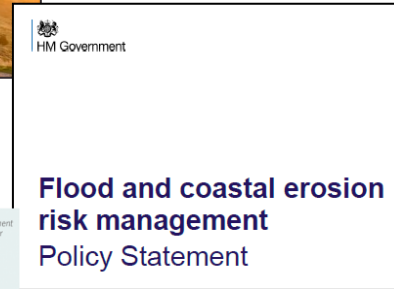 HM Government
Flood and coastal erosion
risk management
Policy Statement